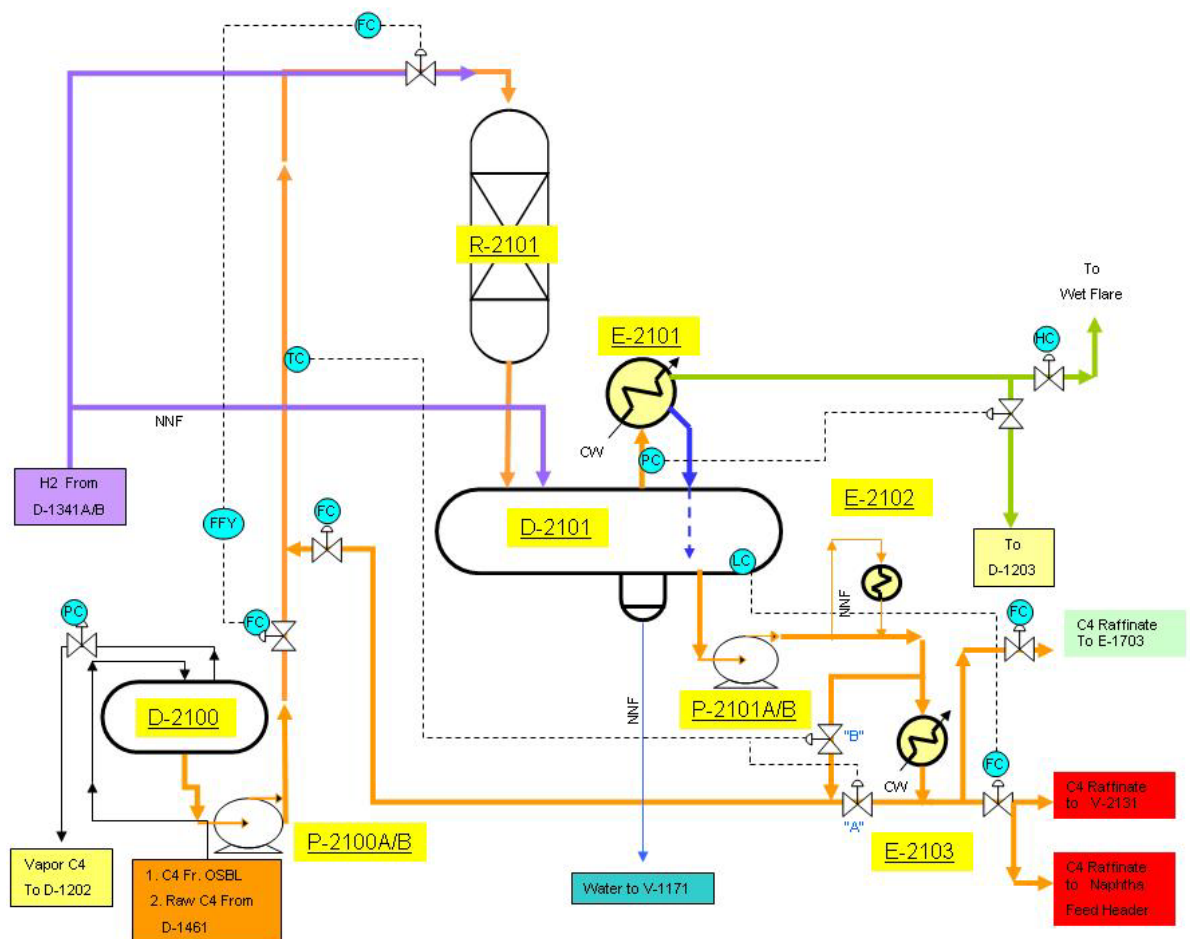 FC
R-2101
E-2101
To
Wet Flare
HC
TC
NNF
CW
PC
H2 From
D-1341A/B
E-2102
FFY
FC
D-2101
LC
To
D-1203
NNF
FC
C4 Raffinate
To E-1703
PC
FC
D-2100
NNF
P-2101A/B
"B"
FC
CW
"A"
C4 Raffinate
to V-2131
P-2100A/B
E-2103
Vapor C4
To D-1202
1. C4 Fr. OSBL
2. Raw C4 From
D-1461
Water to V-1171
C4 Raffinate
to Naphtha
Feed Header